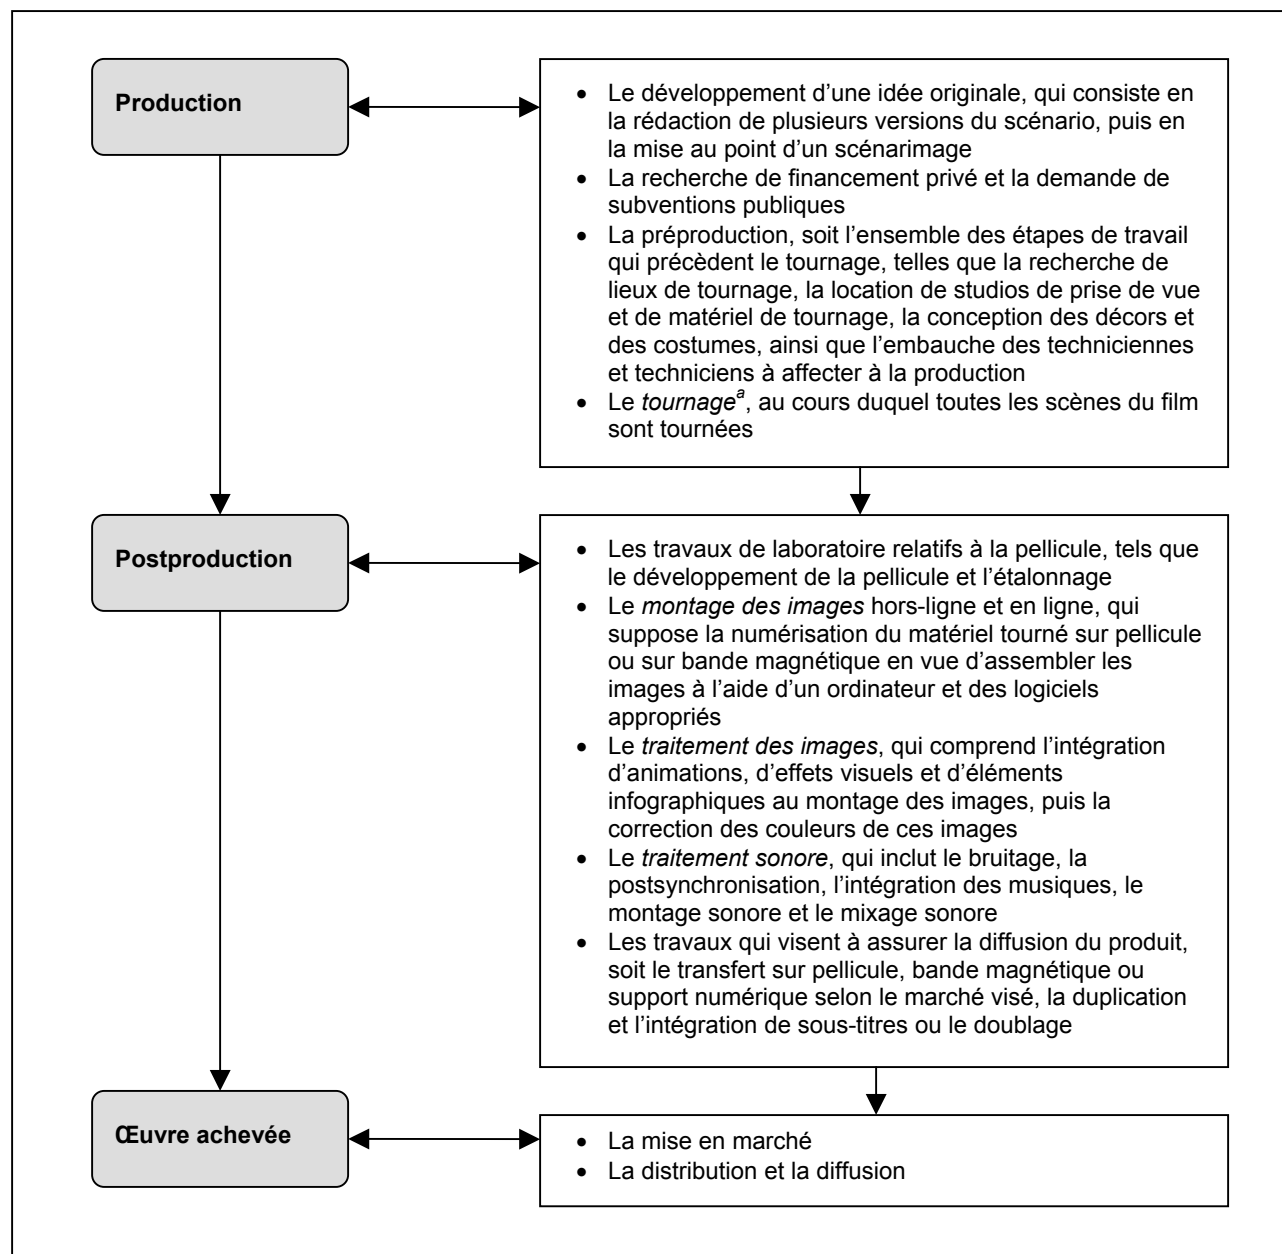 Production
• Le développement d’une idée originale, qui consiste en
la rédaction de plusieurs versions du scénario, puis en
la mise au point d’un scénarimage
• La recherche de financement privé et la demande de
subventions publiques
• La préproduction, soit l’ensemble des étapes de travail
qui précèdent le tournage, telles que la recherche de
lieux de tournage, la location de studios de prise de vue
et de matériel de tournage, la conception des décors et
des costumes, ainsi que l’embauche des techniciennes
et techniciens à affecter à la production
• Le tournageᵃ, au cours duquel toutes les scènes du film
sont tournées
Postproduction
• Les travaux de laboratoire relatifs à la pellicule, tels que
le développement de la pellicule et l’étalonnage
• Le montage des images hors-ligne et en ligne, qui
suppose la numérisation du matériel tourné sur pellicule
ou sur bande magnétique en vue d’assembler les
images à l’aide d’un ordinateur et des logiciels
appropriés
• Le traitement des images, qui comprend l’intégration
d’animations, d’effets visuels et d’éléments
infographiques au montage des images, puis la
correction des couleurs de ces images
• Le traitement sonore, qui inclut le bruitage, la
postsynchronisation, l’intégration des musiques, le
montage sonore et le mixage sonore
• Les travaux qui visent à assurer la diffusion du produit,
soit le transfert sur pellicule, bande magnétique ou
support numérique selon le marché visé, la duplication
et l’intégration de sous-titres ou le doublage
Œuvre achevée
• La mise en marché
• La distribution et la diffusion